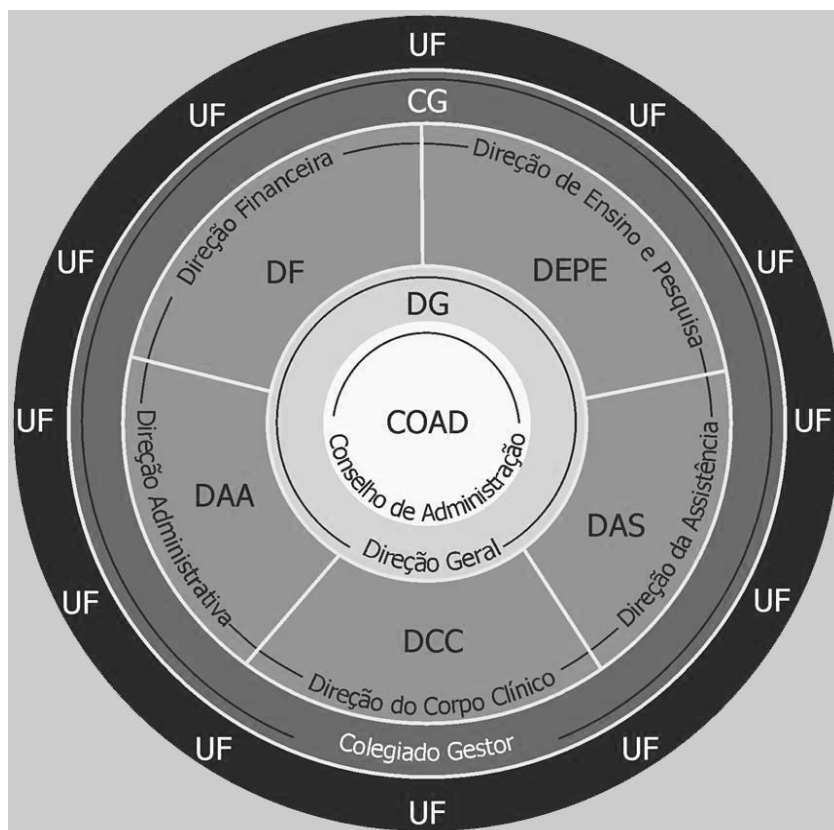 UF
UF
UF
CG
Direção Financeira
Direção de Ensino e Pesquisa
UF
UF
DF
DEPE
DG
UF
COAD
UF
Conselho de Administração
DAA
DAS
Direção Administrativa
Direção da Assistência
Direção Geral
UF
UF
DCC
Direção do Corpo Clínico
Colegiado Gestor
UF
UF
UF